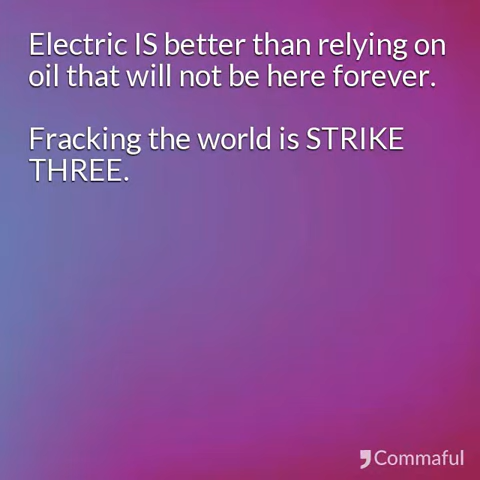 Electric IS better than relying on
oil that will not be here forever.
Fracking the world is STRIKE
THREE.
Commaful